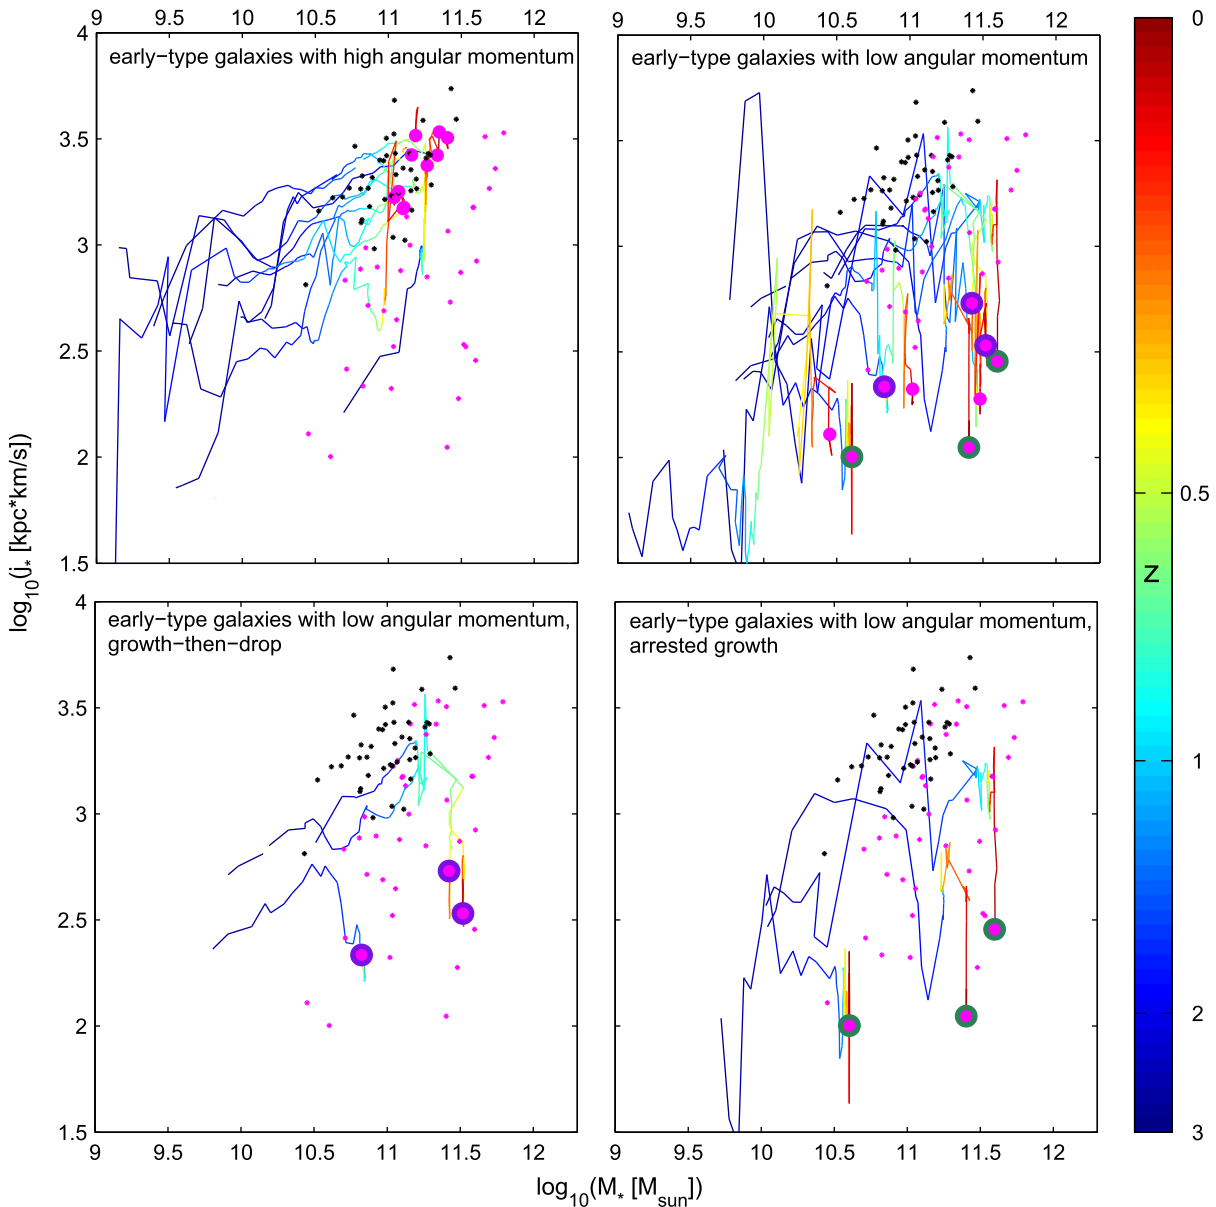 9 9.5 10 10.5 11 11.5 12
9 9.5 10 10.5 11 11.5 12
0
4
early−type galaxies with high angular momentum
early−type galaxies with low angular momentum
3.5
3
2.5
2
1.5
0.5
z
1
2
3
log10(j* [kpc*km/s])
4
early−type galaxies with low angular momentum,
growth−then−drop
early−type galaxies with low angular momentum,
arrested growth
3.5
3
2.5
2
1.5
9 9.5 10 10.5 11 11.5 12
9 9.5 10 10.5 11 11.5 12
log10(M* [Msun])